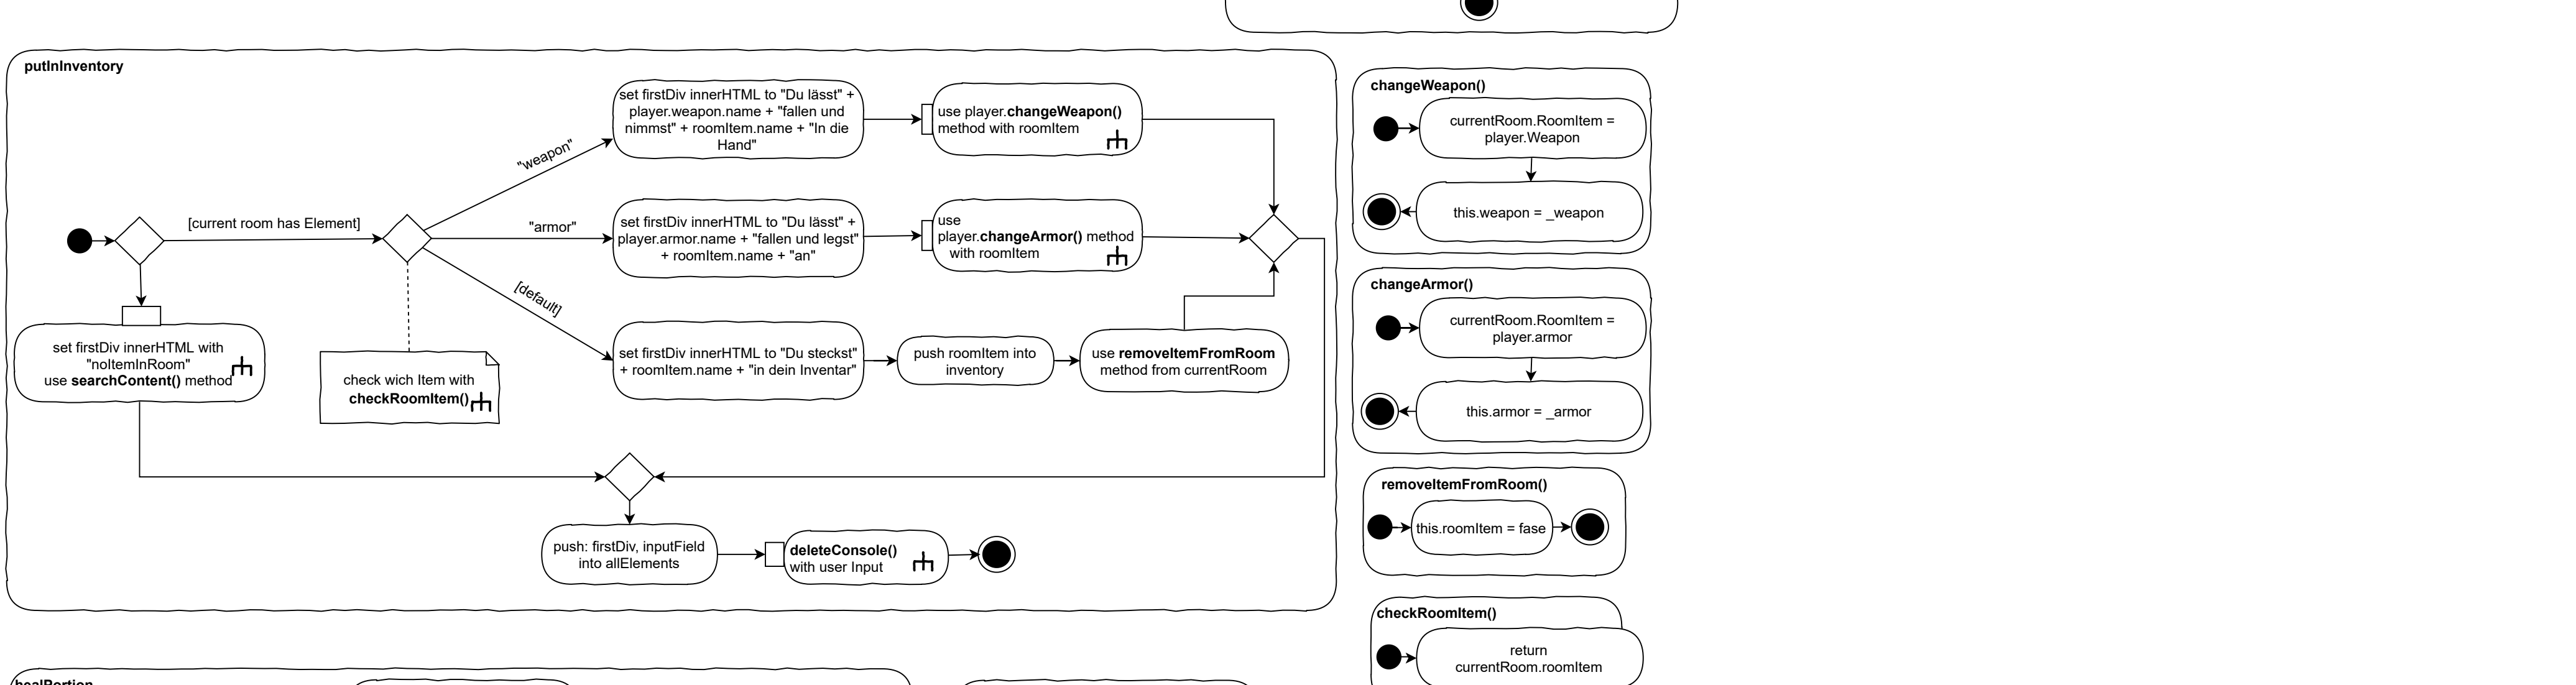 putInInventory
set firstDiv innerHTML to "Du lässt" +
player.weapon.name + "fallen und
nimmst" + roomItem.name + "In die
Hand"
use player.changeWeapon()
method with roomItem
"weapon"
[current room has Element]
"armor"
set firstDiv innerHTML to "Du lässt" +
player.armor.name + "fallen und legst"
+ roomItem.name + "an"
use
player.changeArmor() method
with roomItem
[default]
set firstDiv innerHTML with
"noItemInRoom"
use searchContent() method
check wich Item with
checkRoomItem()
set firstDiv innerHTML to "Du steckst"
+ roomItem.name + "in dein Inventar"
push roomItem into
inventory
use removeItemFromRoom
method from currentRoom
push: firstDiv, inputField
into allElements
deleteConsole()
with user Input
changeWeapon()
currentRoom.RoomItem =
player.Weapon
this.weapon = _weapon
changeArmor()
currentRoom.RoomItem =
player.armor
this.armor = _armor
removeItemFromRoom()
this.roomItem = fase
checkRoomItem()
return
currentRoom.roomItem
healPortion